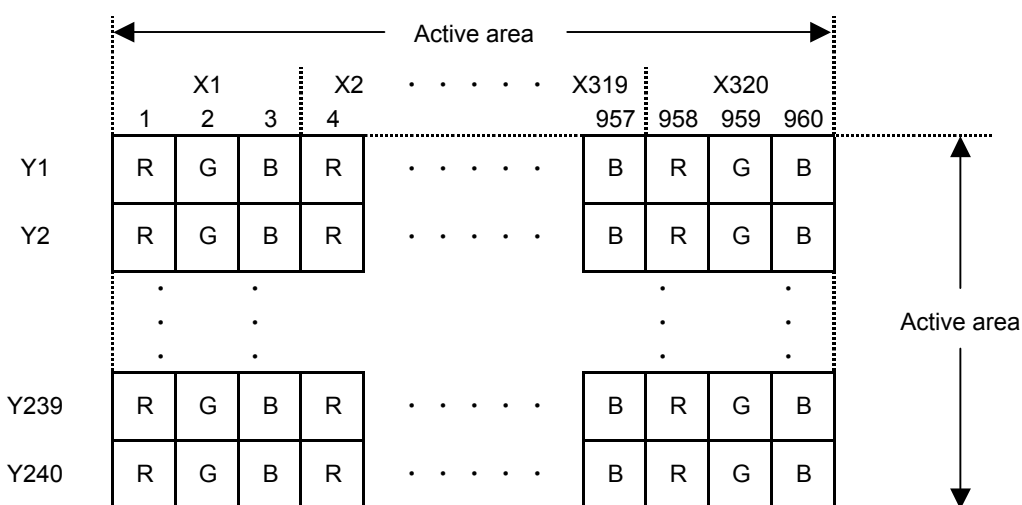 Active area
X1 X2 ・ ・ ・ ・ ・ X319 X320
1 2 3 4 957 958 959 960
Y1 R G B R ・ ・ ・ ・ ・ B R G B
Y2 R G B R ・ ・ ・ ・ ・ B R G B
・ ・ ・ ・
Active area
・ ・ ・ ・
・ ・ ・ ・
Y239 R G B R ・ ・ ・ ・ ・ B R G B
Y240 R G B R ・ ・ ・ ・ ・ B R G B